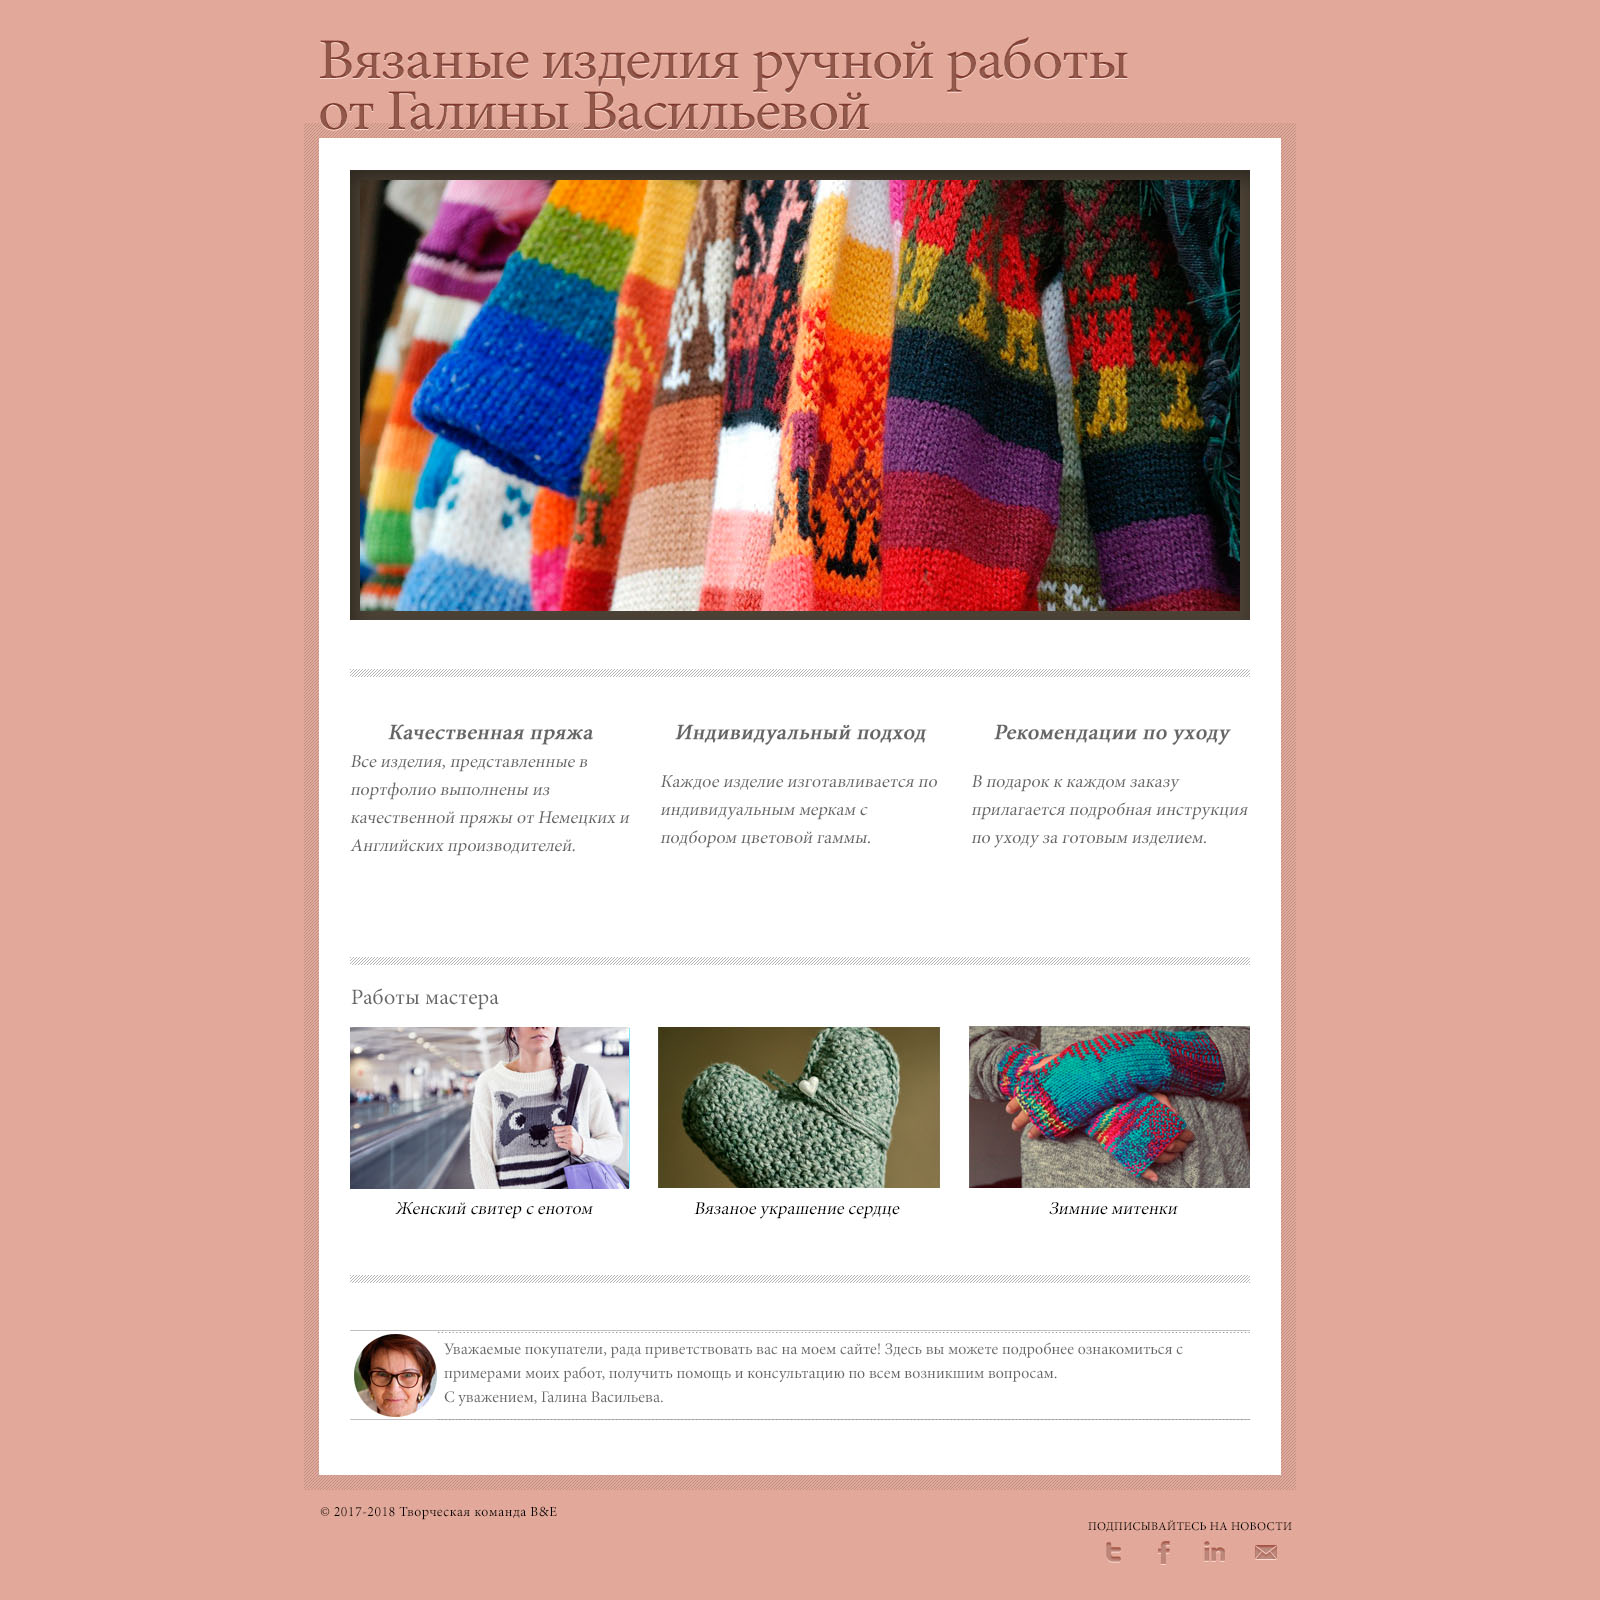 Вязаные изделия ручной работы
от Галины Васильевой
Качественная пряжа
Все изделия, представленные в
портфолио выполнены из
качественной пряжы от Немецких и
Английских производителей.
Индивидуальный подход
Каждое изделие изготавливается по
индивидуальным меркам с
подбором цветовой гаммы.
Рекомендации по уходу
В подарок к каждом заказу
прилагается подробная инструкция
по уходу за готовым изделием.
Работы мастера
Женский свитер с енотом
Вязаное украшение сердце
Зимние митенки
Уважаемые покупатели, рада приветствовать вас на моем сайте! Здесь вы можете подробнее ознакомиться с
примерами моих работ, получить помощь и консультацию по всем возникшим вопросам.
С уважением, Галина Васильева.
© 2017-2018 Творческая команда B&E
ПОДПИСЫВАЙТЕСЬ НА НОВОСТИ